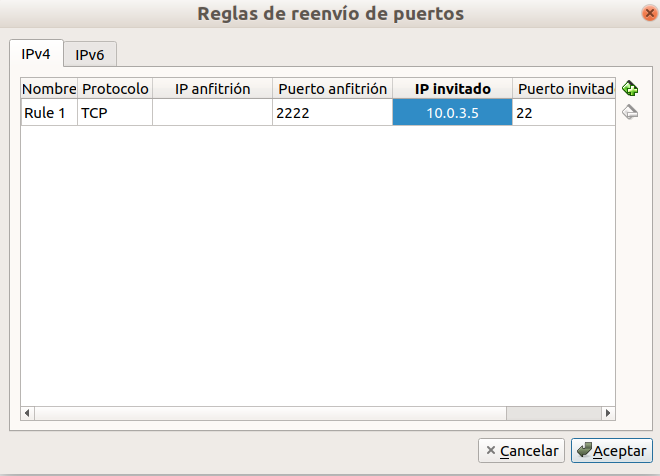 Reglas de reenvío de puertos
IPv4 IPv6
Nombre Protocolo IP anfitrión Puerto anfitrión IP invitado Puerto invitad
Rule 1 TCP 2222 10.0.3.5 22
Cancelar Aceptar